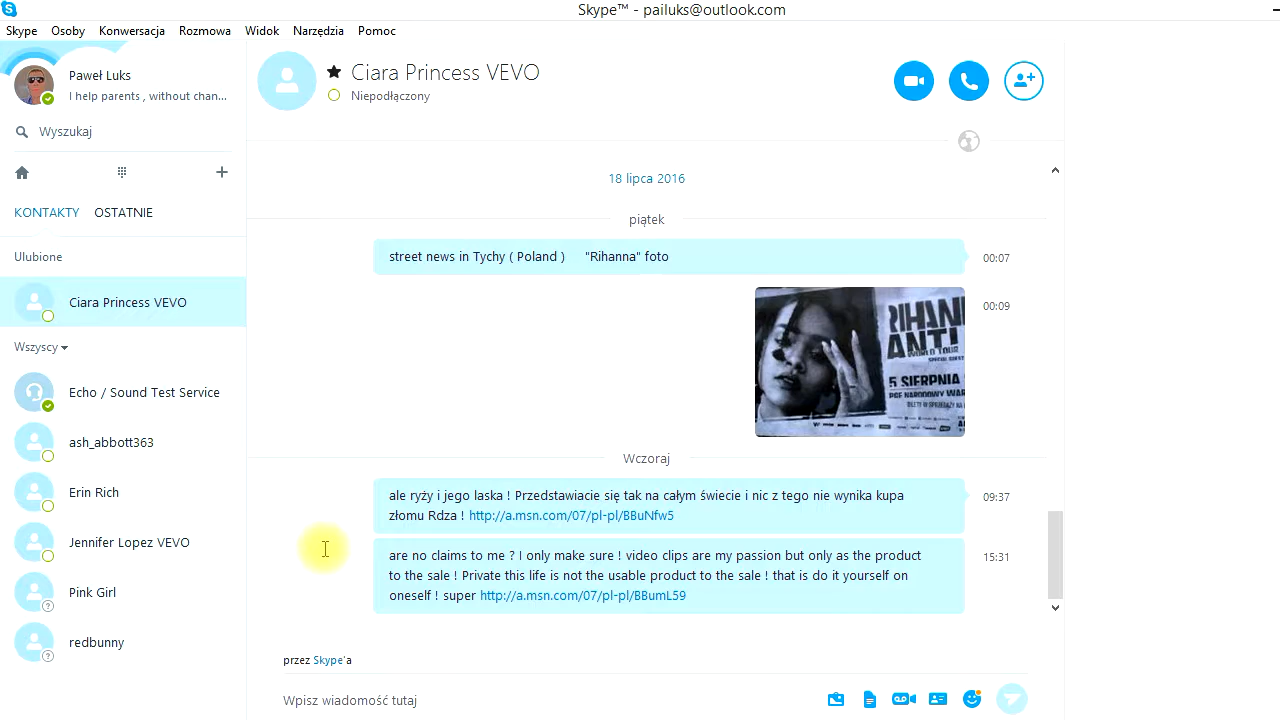 Skype™ - pailuks@outlook.com
Skype Osoby Konwersacja Rozmowa Widok Narzędzia Pomoc
Paweł Luks
I help parents , without chan...
Wyszukaj
KONTAKTY OSTATNIE
Ulubione
Ciara Princess VEVO
Wszyscy
Echo / Sound Test Service
ash_abbott363
Erin Rich
Jennifer Lopez VEVO
Pink Girl
redbunny
Ciara Princess VEVO
Niepodłączony
18 lipca 2016
piątek
street news in Tychy ( Poland ) "Rihanna" foto
00:07
00:09
RIHAN
ANTI
WORLD TOUR
5 SIERPNIA
PGE NARODOWY WAR
Wczoraj
ale ryży i jego laska ! Przedstawiacie się tak na całym świecie i nic z tego nie wynika kupa
złomu Rdza ! http://a.msn.com/07/pl-pl/BBuNfw5
09:37
are no claims to me ? I only make sure ! video clips are my passion but only as the product
to the sale ! Private this life is not the usable product to the sale ! that is do it yourself on
oneself ! super http://a.msn.com/07/pl-pl/BBumL59
15:31
przez Skype'a
Wpisz wiadomość tutaj